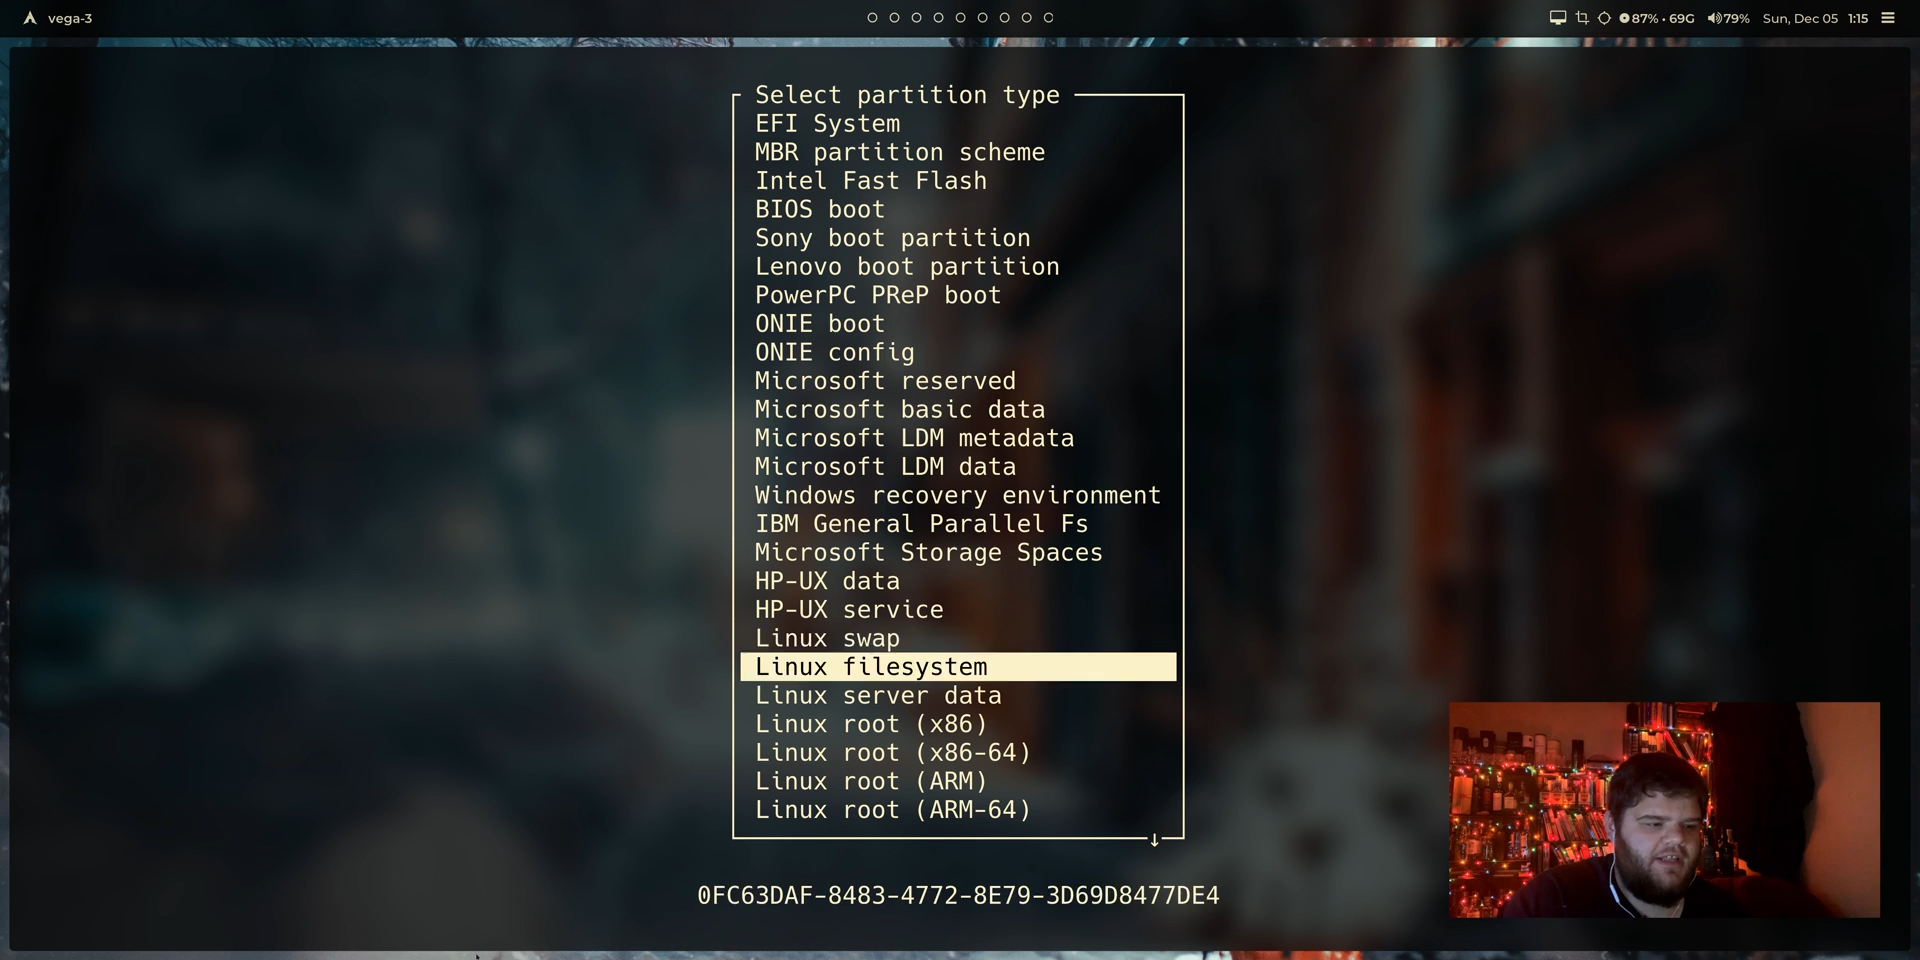 vega-3
87% • 69G
79%
Sun, Dec 05
1:15
Select partition type
EFI System
MBR partition scheme
Intel Fast Flash
BIOS boot
Sony boot partition
Lenovo boot partition
PowerPC PReP boot
ONIE boot
ONIE config
Microsoft reserved
Microsoft basic data
Microsoft LDM metadata
Microsoft LDM data
Windows recovery environment
IBM General Parallel Fs
Microsoft Storage Spaces
HP-UX data
HP-UX service
Linux swap
Linux filesystem
Linux server data
Linux root (x86)
Linux root (x86-64)
Linux root (ARM)
Linux root (ARM-64)
↓
0FC63DAF-8483-4772-8E79-3D69D8477DE4